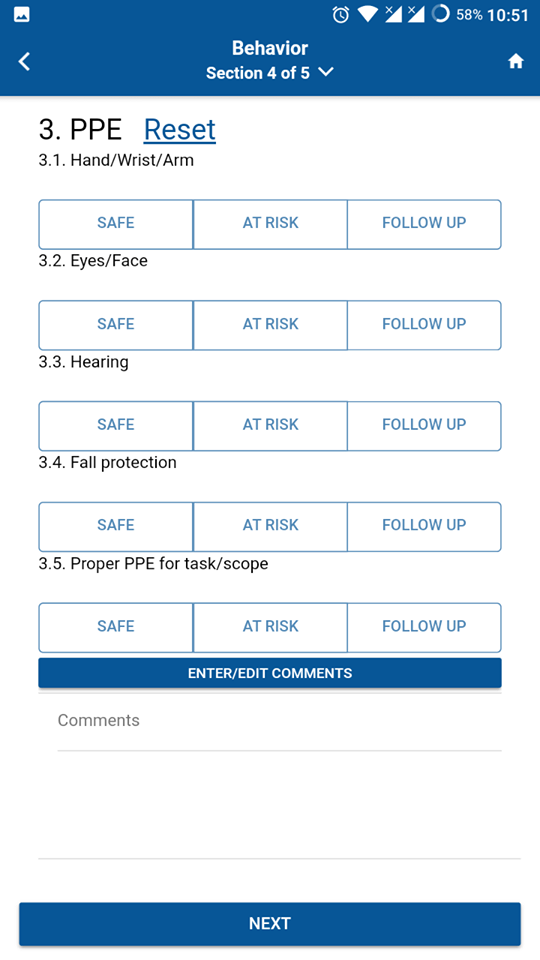 58% 10:51
Behavior
Section 4 of 5
3. PPE Reset
3.1. Hand/Wrist/Arm
SAFE AT RISK FOLLOW UP
3.2. Eyes/Face
SAFE AT RISK FOLLOW UP
3.3. Hearing
SAFE AT RISK FOLLOW UP
3.4. Fall protection
SAFE AT RISK FOLLOW UP
3.5. Proper PPE for task/scope
SAFE AT RISK FOLLOW UP
ENTER/EDIT COMMENTS
Comments
NEXT